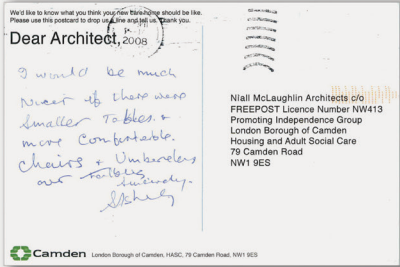 We'd like to know what you think your new care home should be like.
Please use this postcard to drop us a line and tell us. Thank you.
Dear Architect,
2008
I would be much
Nicer if there were
Smaller Tables. &
more Comfortable.
Chairs & Umberelas
over Tables
Sincerely.
Niall McLaughlin Architects c/o
FREEPOST Licence Number NW413
Promoting Independence Group
London Borough of Camden
Housing and Adult Social Care
79 Camden Road
NW1 9ES
Camden London Borough of Camden, HASC, 79 Camden Road, NW1 9ES